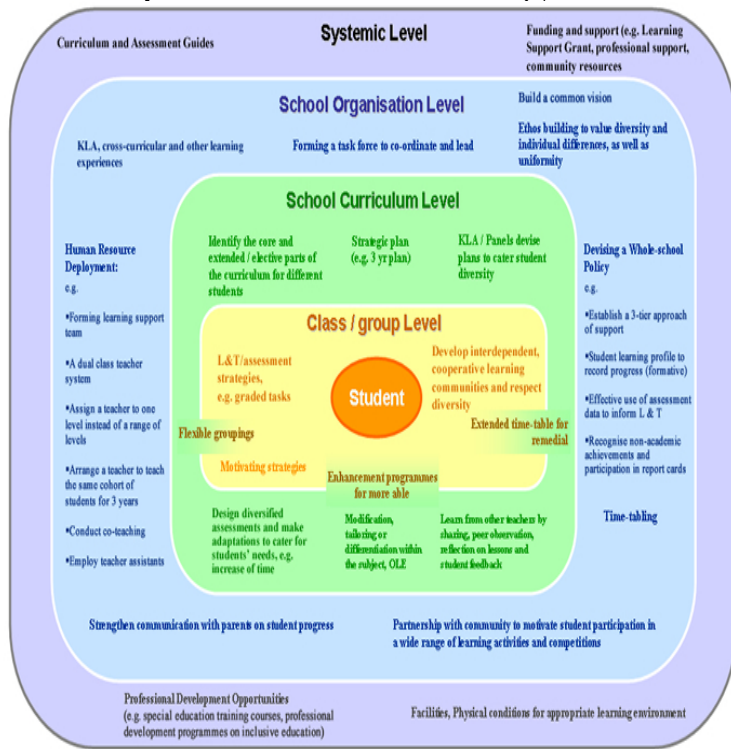 Curriculum and Assessment Guides
Systemic Level
Funding and support (e.g. Learning
Support Grant, professional support,
community resources
School Organisation Level
Build a common vision
KLA, cross-curricular and other learning
experiences
Forming a task force to co-ordinate and lead
Ethos building to value diversity and
individual differences, as well as
uniformity
School Curriculum Level
Human Resource
Deployment:
e.g.
▪Forming learning support
team
▪A dual class teacher
system
▪Assign a teacher to one
level instead of a range of
levels
▪Arrange a teacher to teach
the same cohort of
students for 3 years
▪Conduct co-teaching
▪Employ teacher assistants
Identify the core and
extended / elective parts of
the curriculum for different
students
Strategic plan
(e.g. 3 yr plan)
KLA / Panels devise
plans to cater student
diversity
Devising a Whole-school
Policy
e.g.
▪Establish a 3-tier approach
of support
▪Student learning profile to
record progress (formative)
▪Effective use of assessment
data to inform L & T
▪Recognise non-academic
achievements and
participation in report cards
Time-tabling
Class / group Level
L&T/assessment
strategies,
e.g. graded tasks
Student
Develop interdependent,
cooperative learning
communities and respect
diversity
Flexible groupings
Extended time-table for
remedial
Motivating strategies
Enhancement programmes
for more able
Design diversified
assessments and make
adaptations to cater for
students' needs, e.g.
increase of time
Modification,
tailoring or
differentiation within
the subject, OLE
Learn from other teachers by
sharing, peer observation,
reflection on lessons and
student feedback
Strengthen communication with parents on student progress
Partnership with community to motivate student participation in
a wide range of learning activities and competitions
Professional Development Opportunities
(e.g. special education training courses, professional
development programmes on inclusive education)
Facilities, Physical conditions for appropriate learning environment